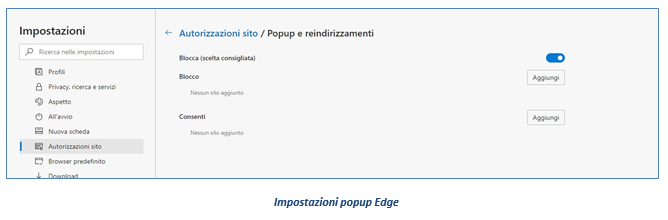 Impostazioni
Ricerca nelle impostazioni
Profili
Privacy, ricerca e servizi
Aspetto
All'avvio
Nuova scheda
Autorizzazioni sito
Browser predefinito
Download
← Autorizzazioni sito / Popup e reindirizzamenti
Blocca (scelta consigliata)
Blocco Aggiungi
Nessun sito aggiunto
Consenti Aggiungi
Nessun sito aggiunto
Impostazioni popup Edge